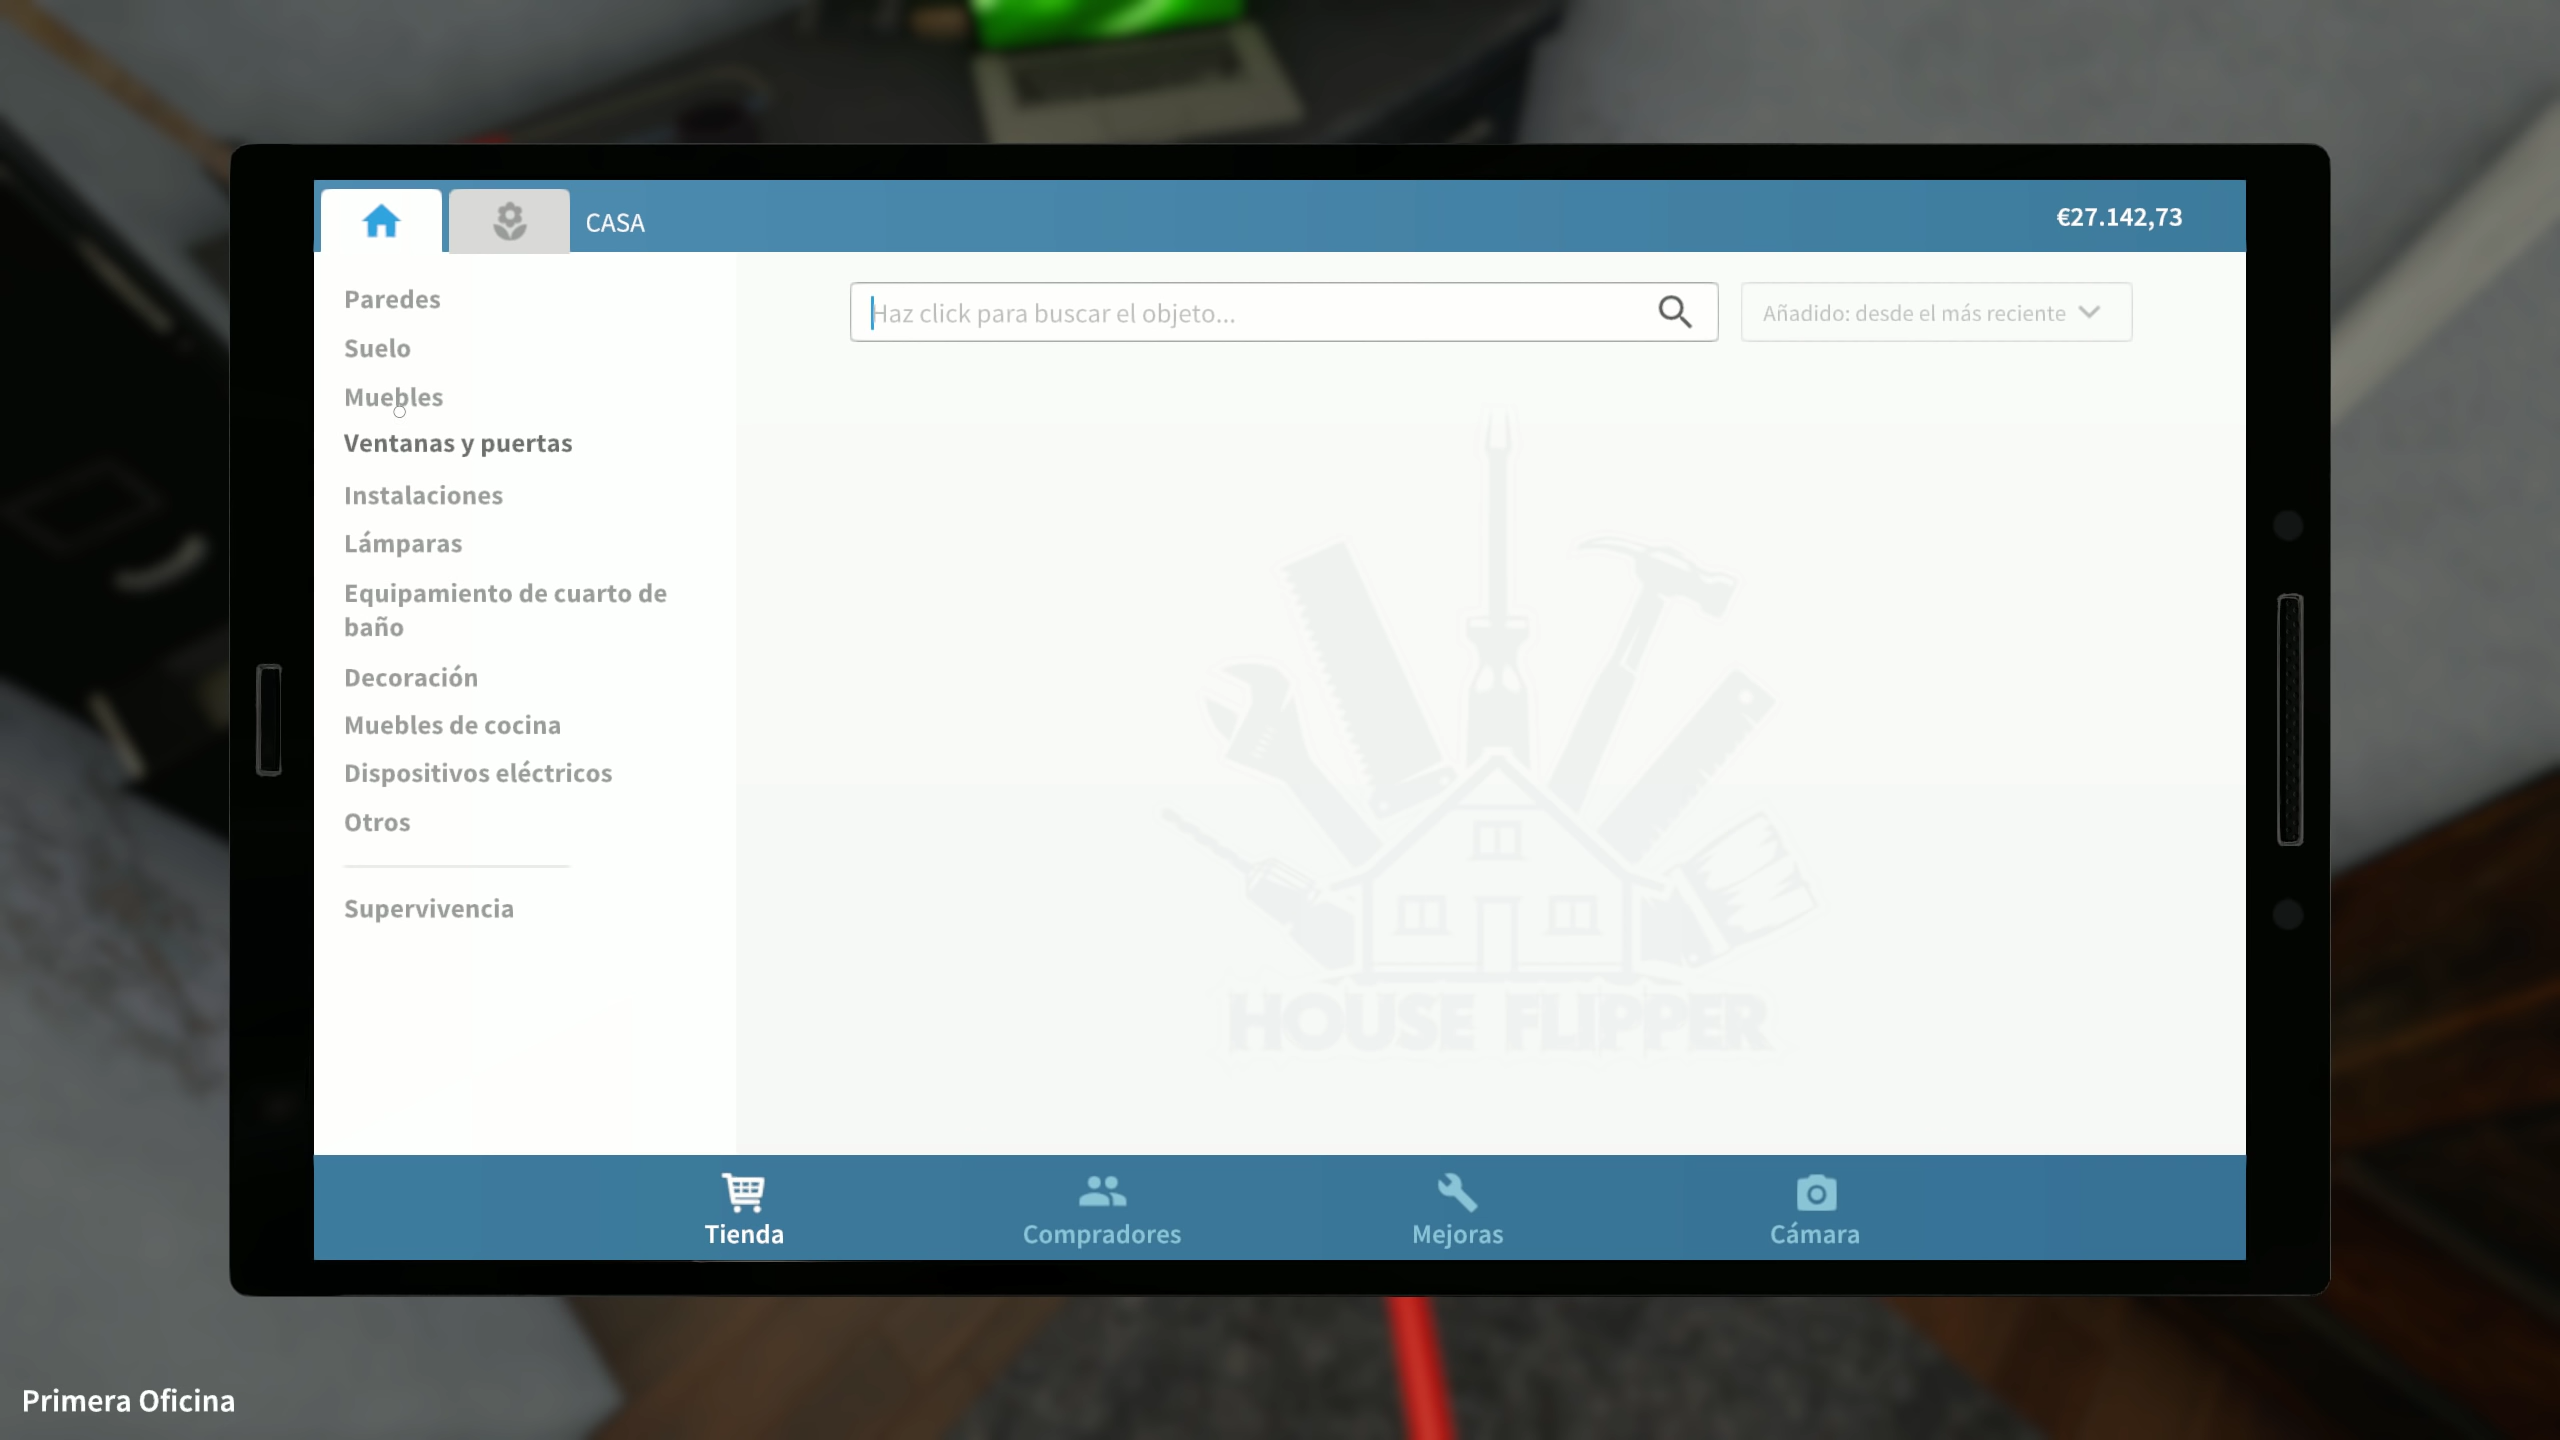 CASA
€27.142,73
Paredes
Suelo
Muebles
Ventanas y puertas
Instalaciones
Lámparas
Equipamiento de cuarto de
baño
Decoración
Muebles de cocina
Dispositivos eléctricos
Otros
Supervivencia
Haz click para buscar el objeto...
Añadido: desde el más reciente
HOUSE FLIPPER
Tienda
Compradores
Mejoras
Cámara
Primera Oficina